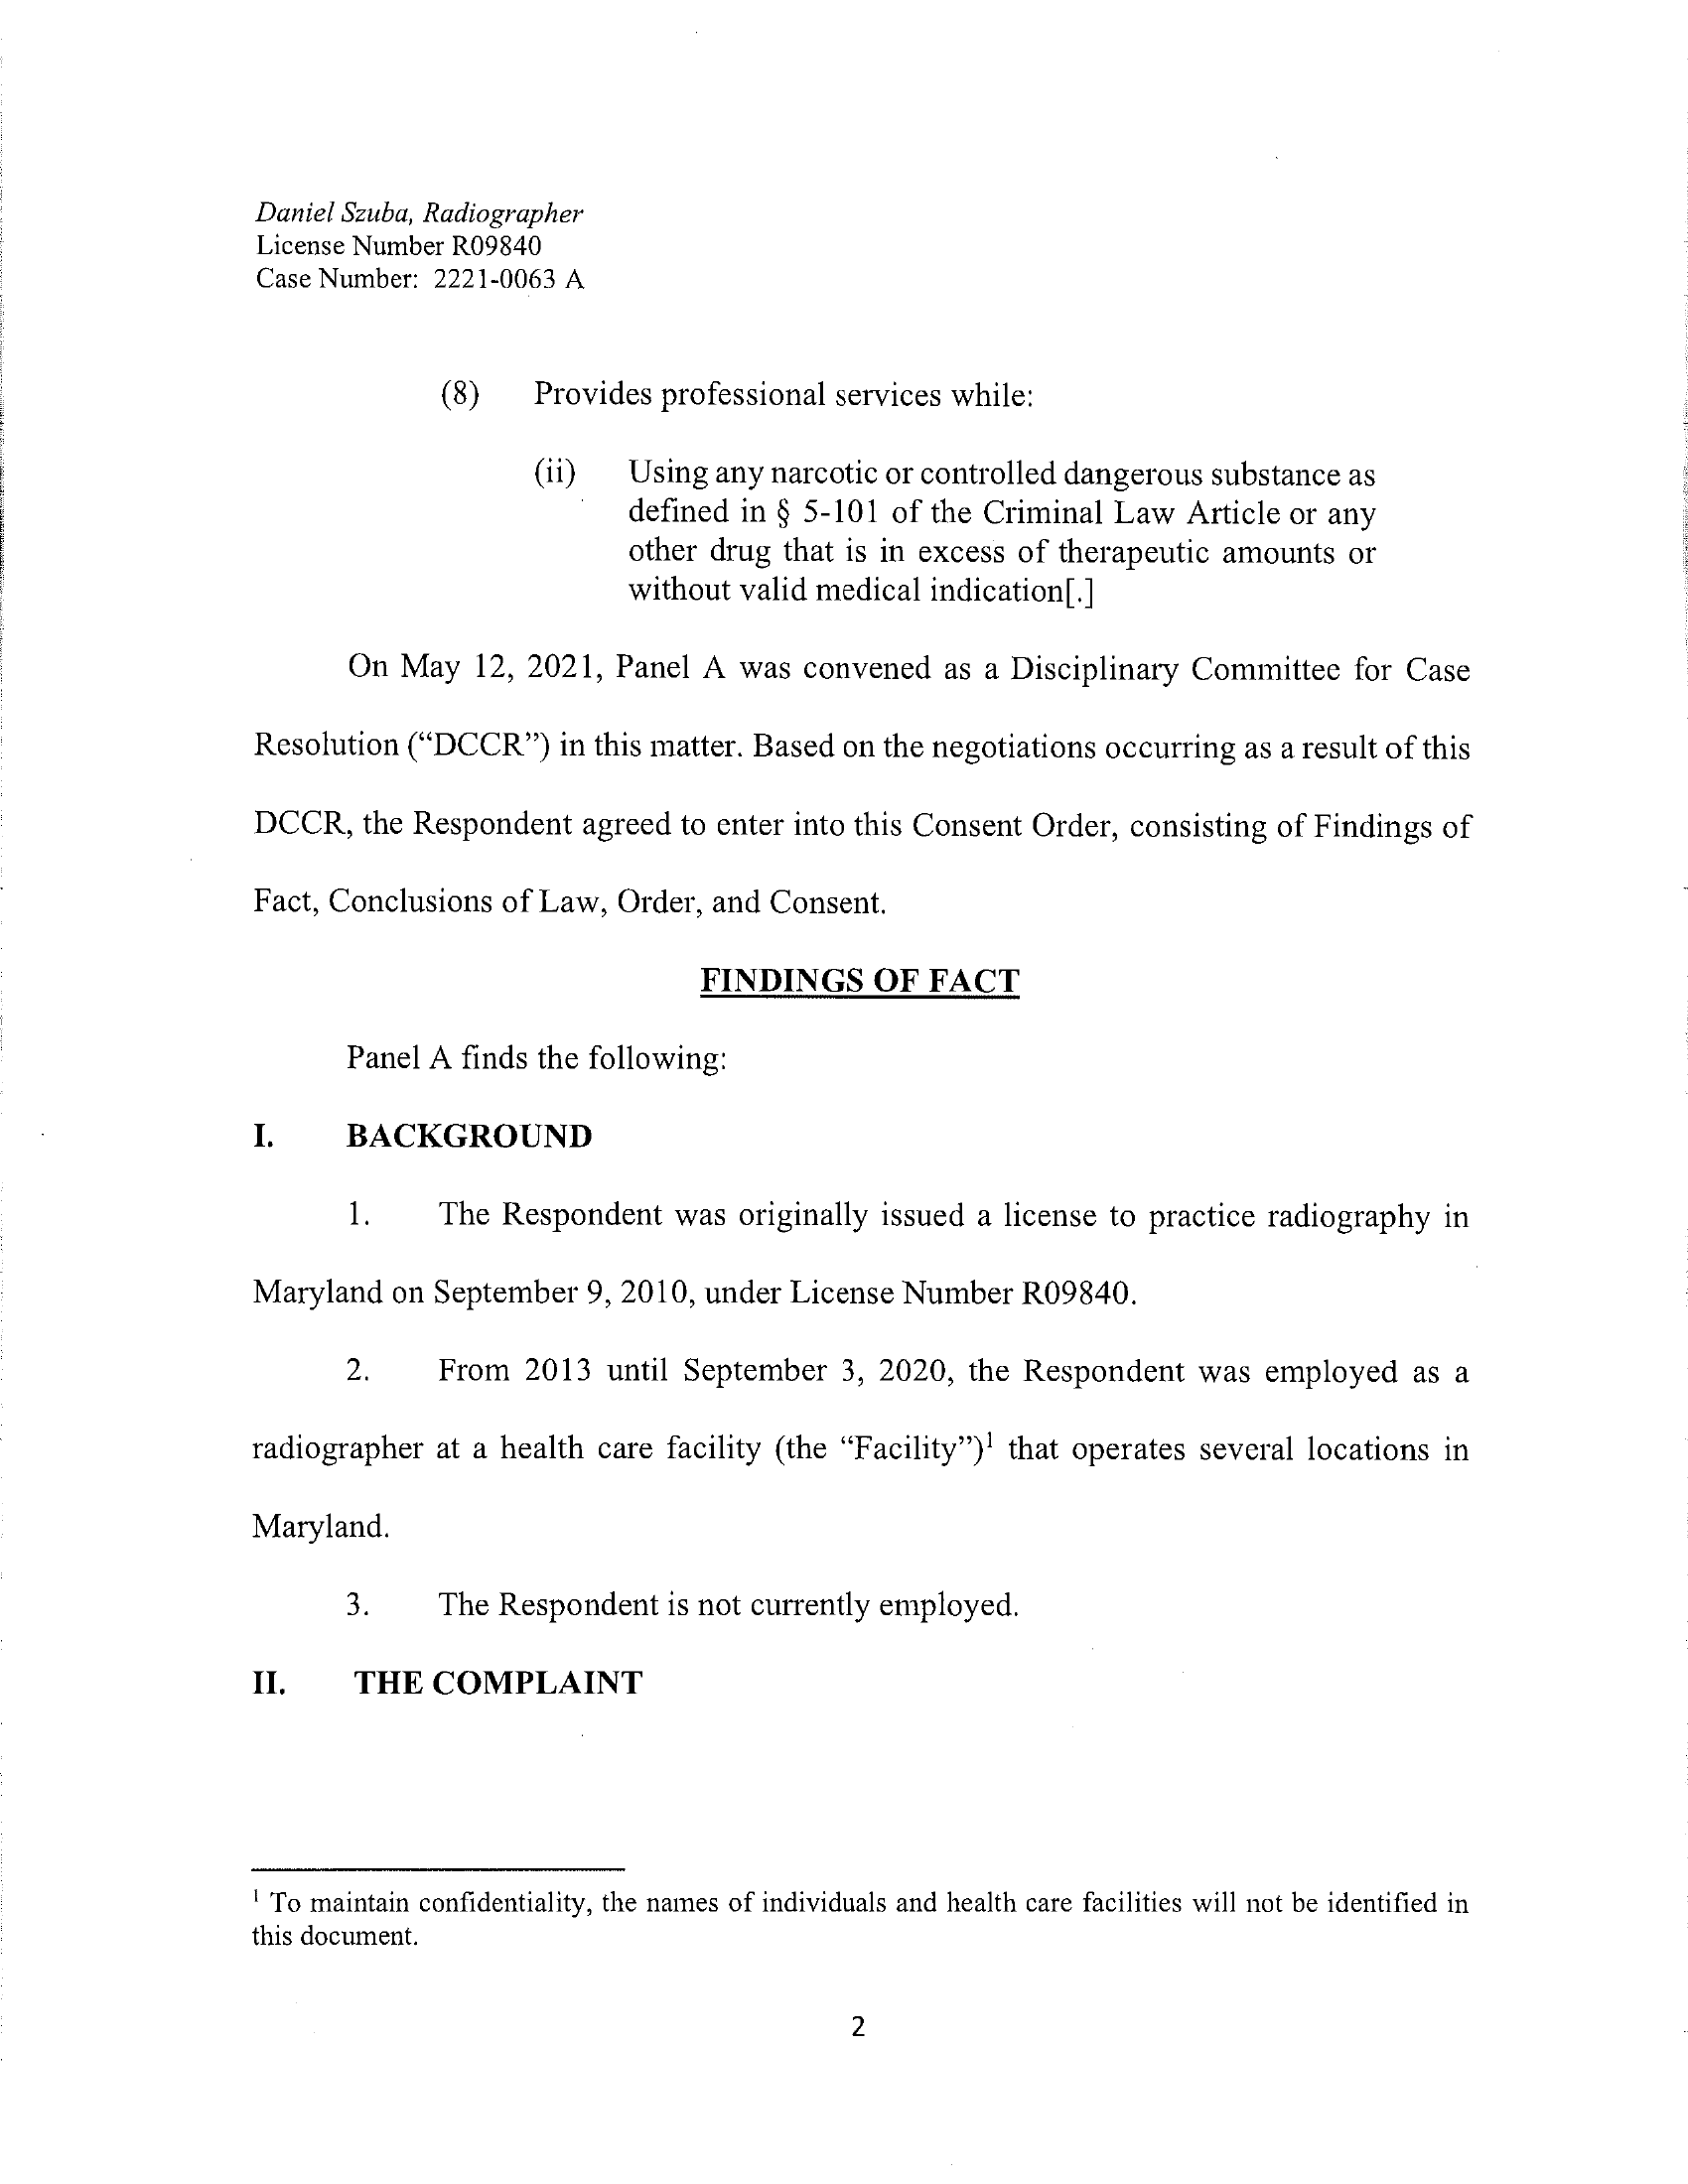 Daniel Szuba, Radiographer
License Number R09840
Case Number: 2221-0063 A
(8) Provides professional services while:
(ii) Using any narcotic or controlled dangerous substance as
defined in § 5-101 of the Criminal Law Article or any
other drug that is in excess of therapeutic amounts or
without valid medical indication[.]
On May 12, 2021, Panel A was convened as a Disciplinary Committee for Case
Resolution (“DCCR”) in this matter. Based on the negotiations occurring as a result of this
DCCR, the Respondent agreed to enter into this Consent Order, consisting of Findings of
Fact, Conclusions of Law, Order, and Consent.
FINDINGS OF FACT
Panel A finds the following:
I. BACKGROUND
1. The Respondent was originally issued a license to practice radiography in
Maryland on September 9, 2010, under License Number R09840.
2. From 2013 until September 3, 2020, the Respondent was employed as a
radiographer at a health care facility (the “Facility”)¹ that operates several locations in
Maryland.
3. The Respondent is not currently employed.
II. THE COMPLAINT
¹ To maintain confidentiality, the names of individuals and health care facilities will not be identified in
this document.
2